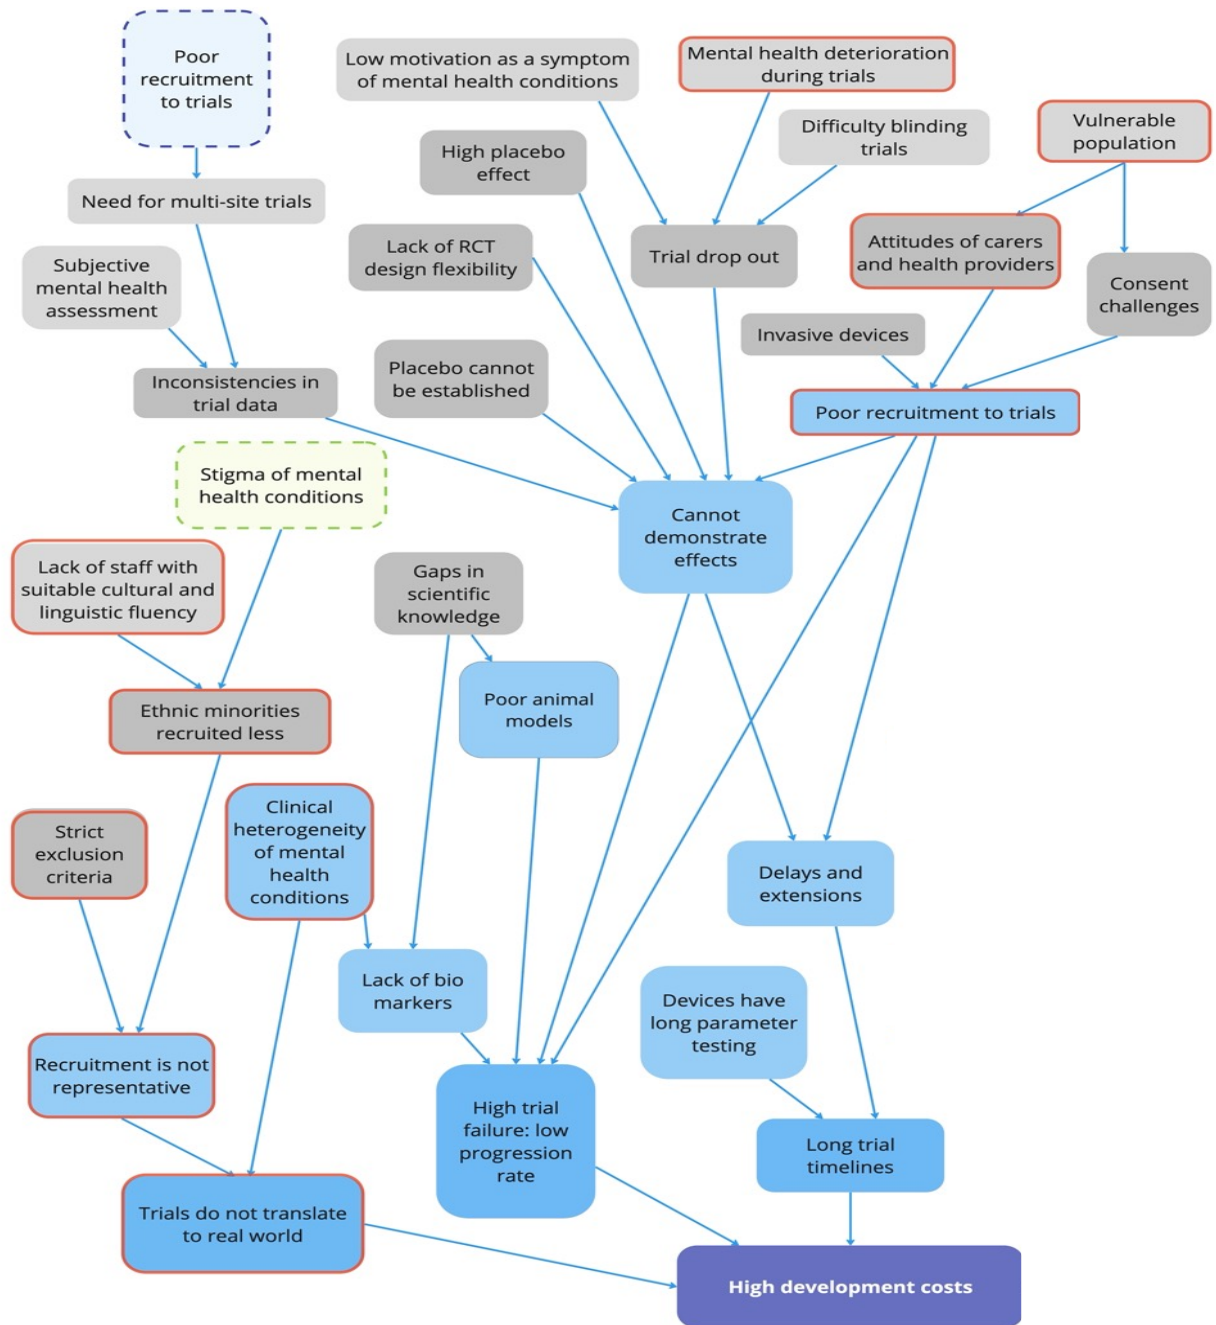 Poor
recruitment
to trials
Low motivation as a symptom
of mental health conditions
Mental health deterioration
during trials
Vulnerable
population
Difficulty blinding
trials
High placebo
effect
Need for multi-site trials
Lack of RCT
design flexibility
Trial drop out
Attitudes of carers
and health providers
Subjective
mental health
assessment
Consent
challenges
Invasive devices
Inconsistencies in
trial data
Placebo cannot
be established
Poor recruitment to trials
Stigma of mental
health conditions
Cannot
demonstrate
effects
Lack of staff with
suitable cultural and
linguistic fluency
Gaps in
scientific
knowledge
Ethnic minorities
recruited less
Poor animal
models
Strict
exclusion
criteria
Clinical
heterogeneity
of mental
health
conditions
Delays and
extensions
Lack of bio
markers
Devices have
long parameter
testing
Recruitment is not
representative
High trial
failure: low
progression
rate
Long trial
timelines
Trials do not translate
to real world
High development costs